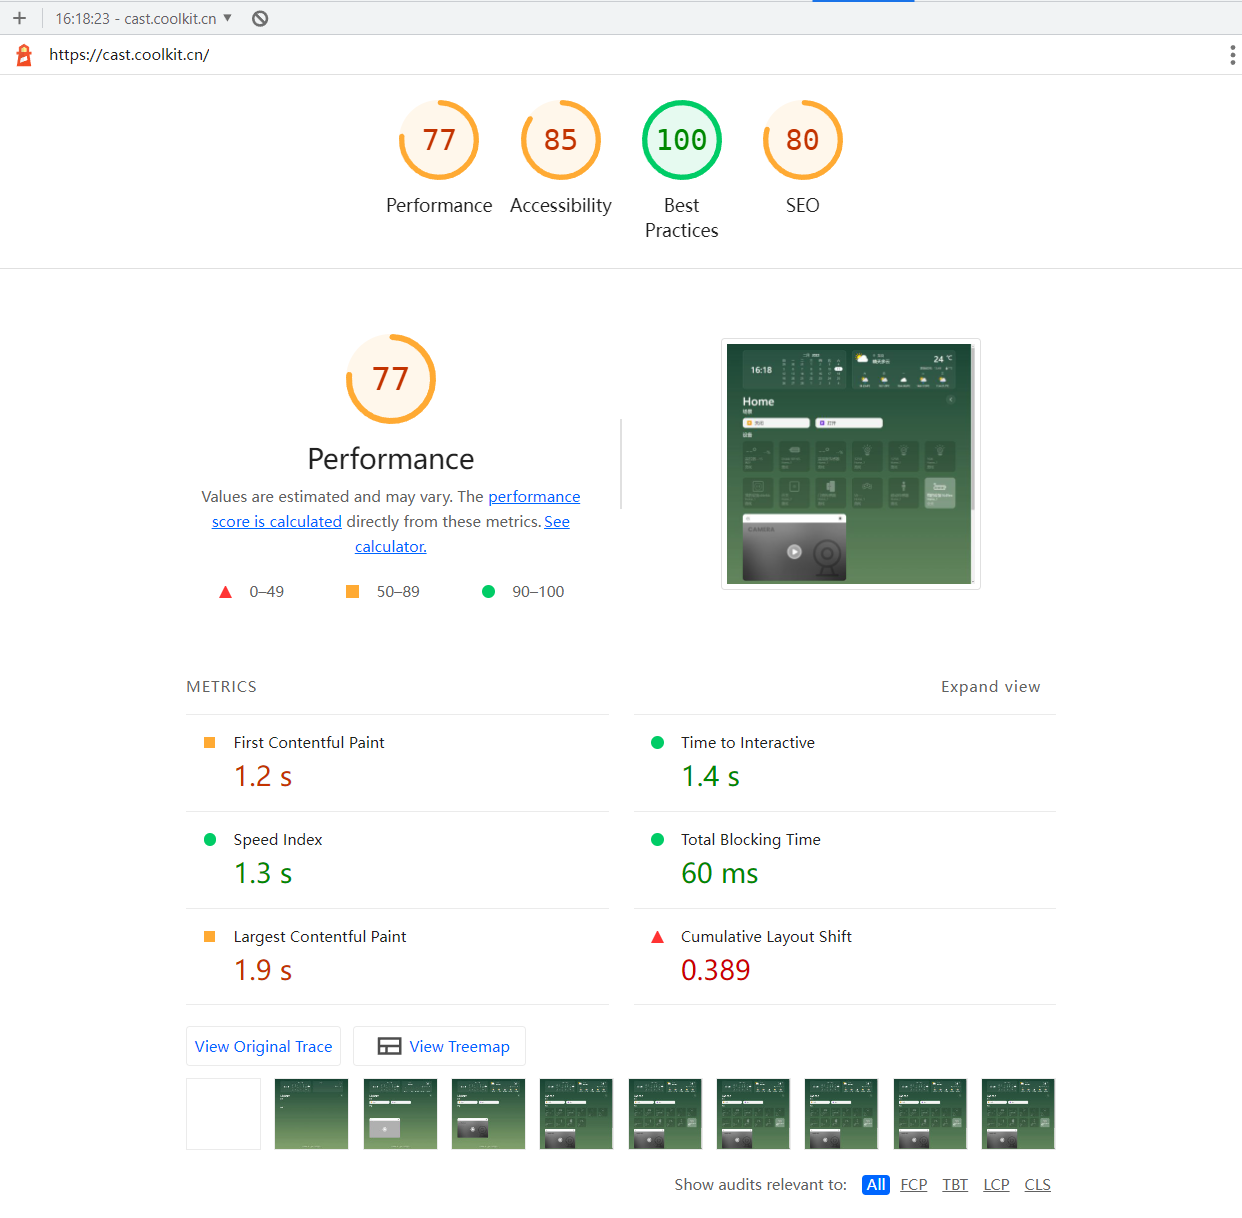 16:18:23 - cast.coolkit.cn
https://cast.coolkit.cn/
77
85
100
80
Performance
Accessibility
Best
Practices
SEO
77
Performance
Values are estimated and may vary. The performance
score is calculated directly from these metrics. See
calculator.
0–49
50–89
90–100
16:18
24 °C
Home
CAMERA
METRICS
Expand view
First Contentful Paint
1.2 s
Time to Interactive
1.4 s
Speed Index
1.3 s
Total Blocking Time
60 ms
Largest Contentful Paint
1.9 s
Cumulative Layout Shift
0.389
View Original Trace
View Treemap
Show audits relevant to: All FCP TBT LCP CLS